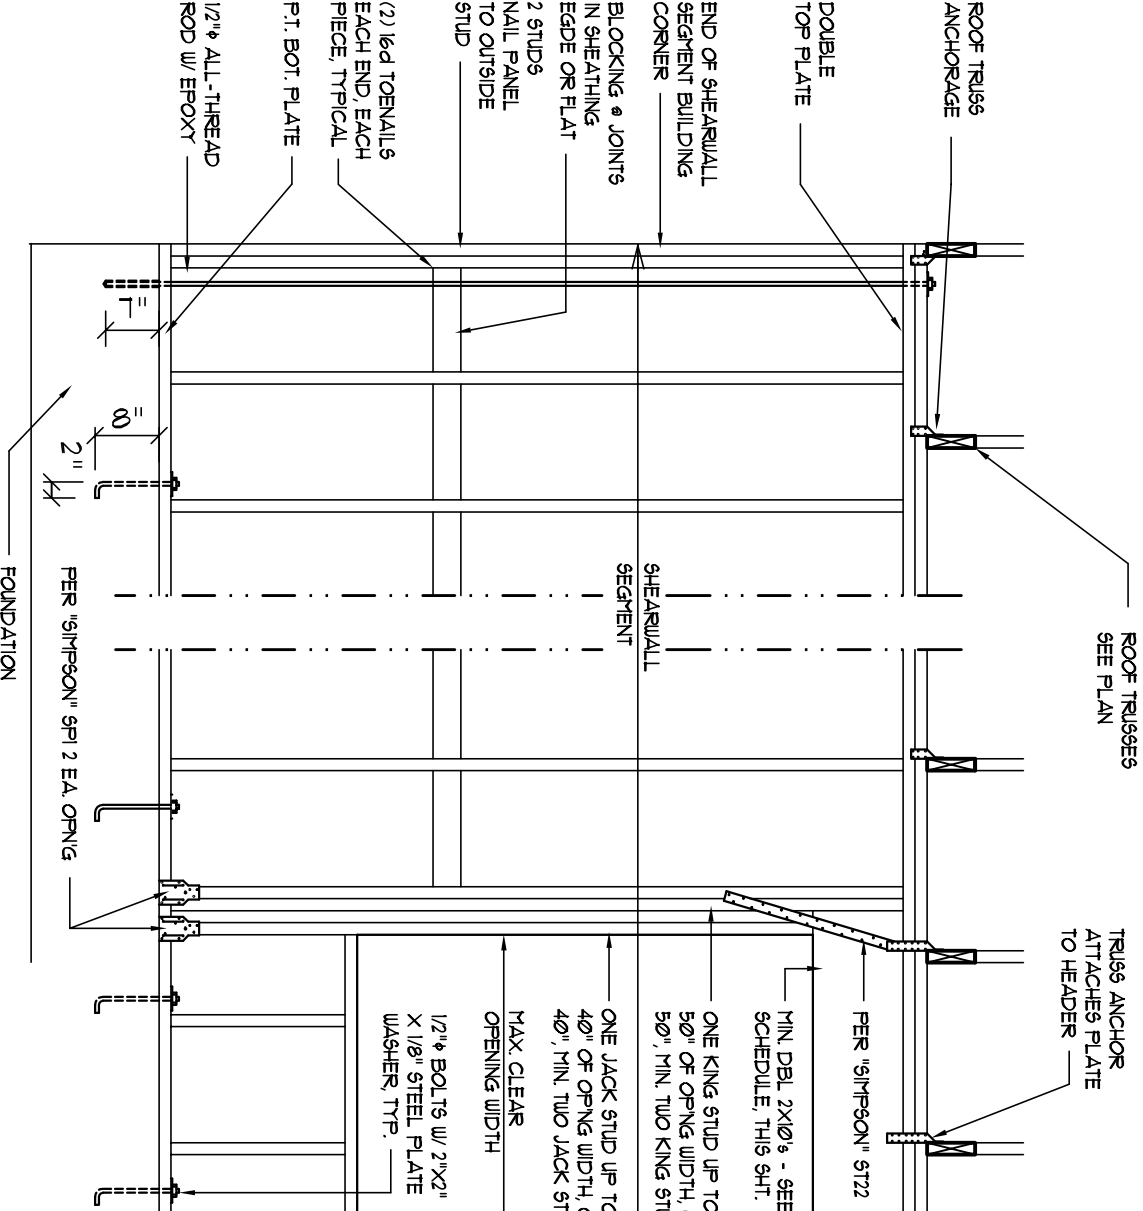 ROOF TRUSS
ANCHORAGE
DOUBLE
TOP PLATE
END OF SHEARWALL
SEGMENT BUILDING
CORNER
BLOCKING @ JOINTS
IN SHEATHING
EGDE OR FLAT
2 STUDS
NAIL PANEL
TO OUTSIDE
STUD
(2) 16d TOENAILS
EACH END, EACH
PIECE, TYPICAL
P.T. BOT. PLATE
1/2"ϕ ALL-THREAD
ROD W/ EPOXY
ROOF TRUSSES
SEE PLAN
SHEARWALL
SEGMENT
7"
8"
2"
PER "SIMPSON" SP1 2 EA. OPN'G
FOUNDATION
TRUSS ANCHOR
ATTACHES PLATE
TO HEADER
PER "SIMPSON" ST22
MIN. DBL 2X10's - SEE
SCHEDULE, THIS SHT.
ONE KING STUD UP TO
50" OF OP'NG WIDTH,
50", MIN. TWO KING
ONE JACK STUD UP TO
40" OF OP'NG WIDTH,
40", MIN. TWO JACK
MAX. CLEAR
OPENING WIDTH
1/2"ϕ BOLTS W/ 2"X2"
X 1/8" STEEL PLATE
WASHER, TYP.